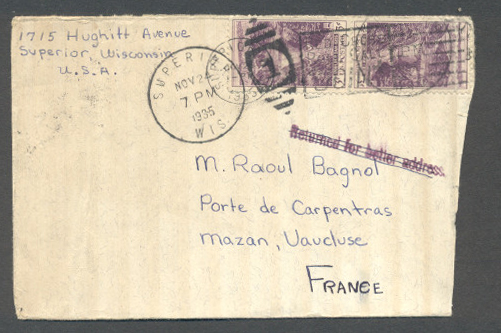 1715 Hughitt Avenue
Superior, Wisconsin
U.S.A.
SUPERIOR
NOV 2
7 PM
1935
WIS.
Returned for better address
M. Raoul Bagnol
Porte de Carpentras
Mazan, Vaucluse
FRANCE